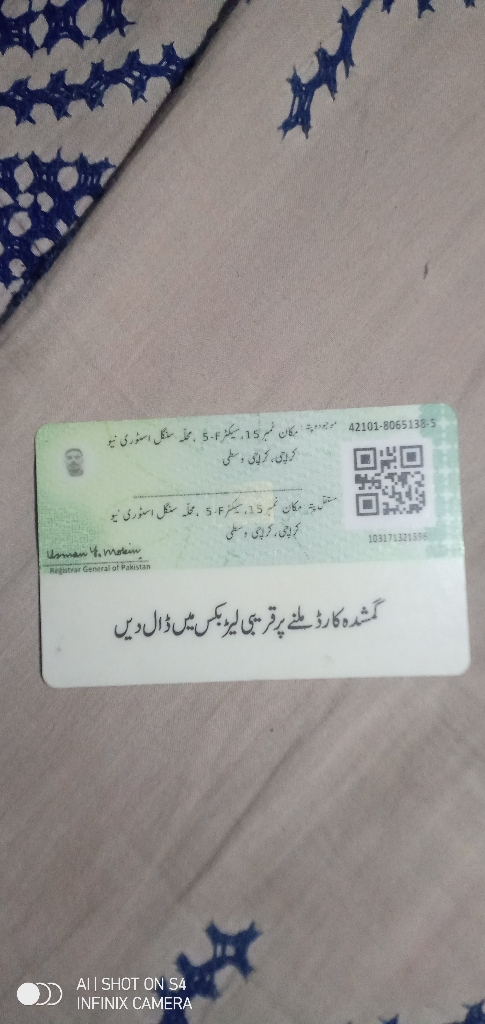 42101-8065138-5
موجودہ پتہ: مکان نمبر 15، سیکٹر 5-F ، محلہ سنگل اسٹوری نیو
کراچی، کراچی وسطی
مستقل پتہ: مکان نمبر 15، سیکٹر 5-F ، محلہ سنگل اسٹوری نیو
کراچی، کراچی وسطی
Registrar General of Pakistan
گمشدہ کارڈ ملنے پر قریبی لیٹر بکس میں ڈال دیں
AI | SHOT ON S4
INFINIX CAMERA